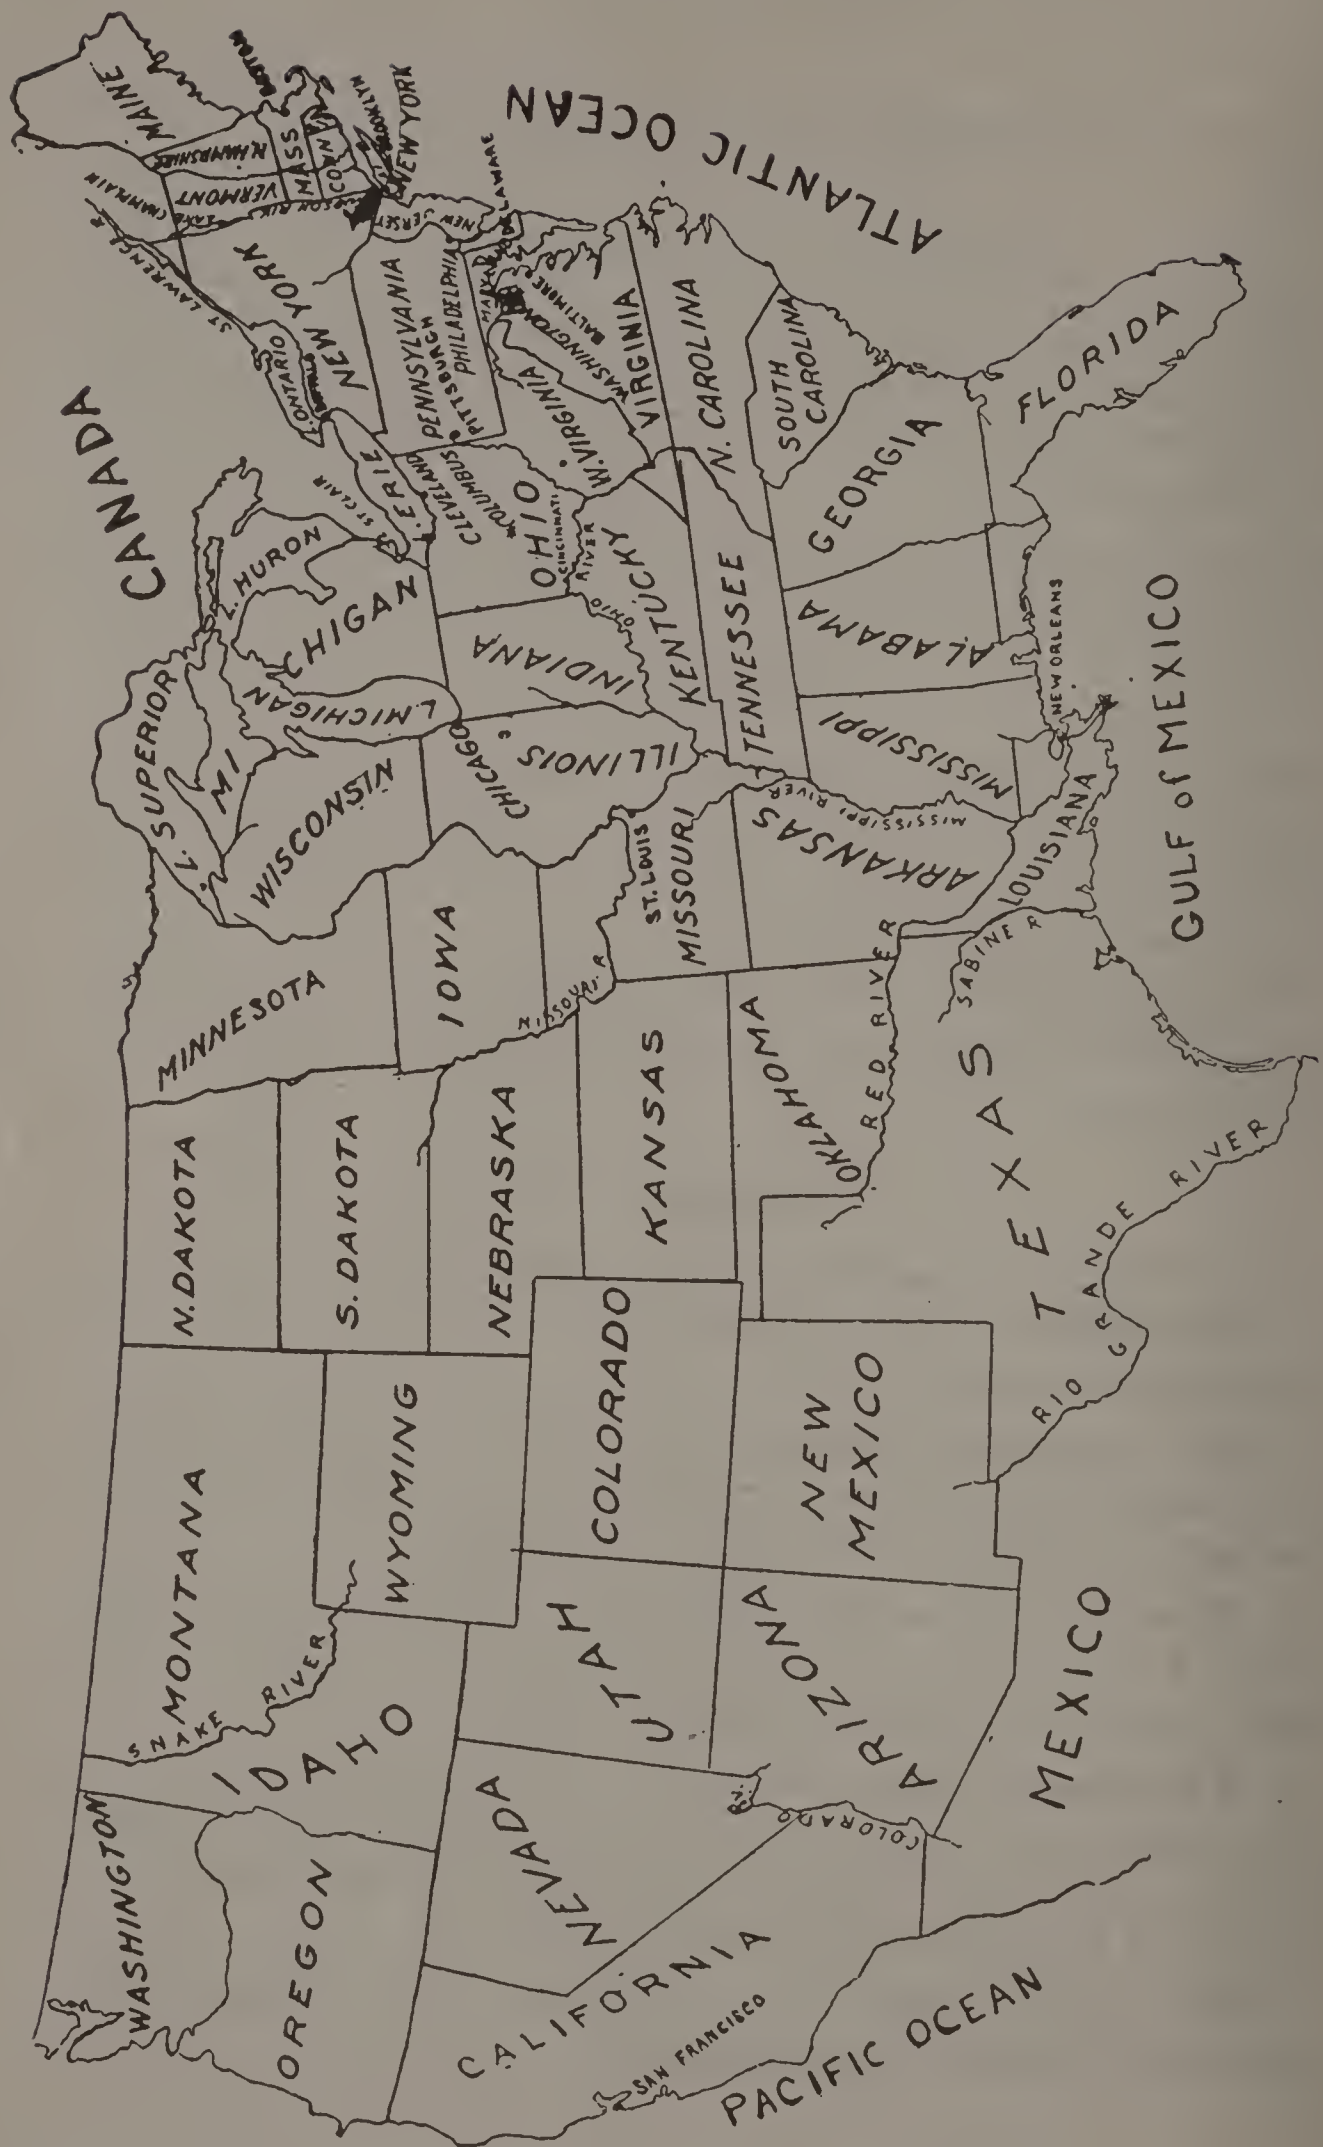 CANADA
ATLANTIC OCEAN
GULF of MEXICO
MEXICO
PACIFIC OCEAN
WASHINGTON
OREGON
CALIFORNIA
SAN FRANCISCO
NEVADA
IDAHO
SNAKE RIVER
MONTANA
WYOMING
UTAH
ARIZONA
COLORADO
RV.
COLORADO
NEW
MEXICO
N.DAKOTA
S.DAKOTA
NEBRASKA
KANSAS
OKLAHOMA
RED RIVER
TEXAS
RIO GRANDE RIVER
SABINE R
MINNESOTA
IOWA
MISSOURI R
ST. LOUIS
MISSOURI
ARKANSAS
MISSISSIPPI RIVER
LOUISIANA
NEW ORLEANS
L. SUPERIOR
WISCONSIN
MICHIGAN
L. MICHIGAN
L. HURON
ST CLAIR
CHICAGO
ILLINOIS
INDIANA
OHIO
CLEVELAND
COLUMBUS
CINCINNATI
OHIO RIVER
KENTUCKY
TENNESSEE
MISSISSIPPI
ALABAMA
GEORGIA
FLORIDA
SOUTH
CAROLINA
N. CAROLINA
VIRGINIA
W. VIRGINIA
WASHINGTON
BALTIMORE
L. ERIE
L. ONTARIO
ST LAWRENCE R
PENNSYLVANIA
PITTSBURGH
PHILADELPHIA
NEW JERSEY
NEW YORK
NEW YORK
BROOKLYN
LAKE CHAMPLAIN
VERMONT
N. HAMPSHIRE
MAINE
MASS
CONN
BOSTON